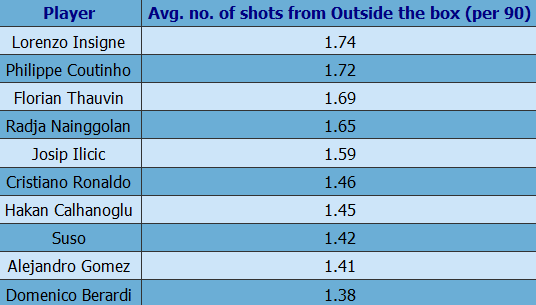 Player Avg. no. of shots from Outside the box (per 90)
Lorenzo Insigne 1.74
Philippe Coutinho 1.72
Florian Thauvin 1.69
Radja Nainggolan 1.65
Josip Ilicic 1.59
Cristiano Ronaldo 1.46
Hakan Calhanoglu 1.45
Suso 1.42
Alejandro Gomez 1.41
Domenico Berardi 1.38